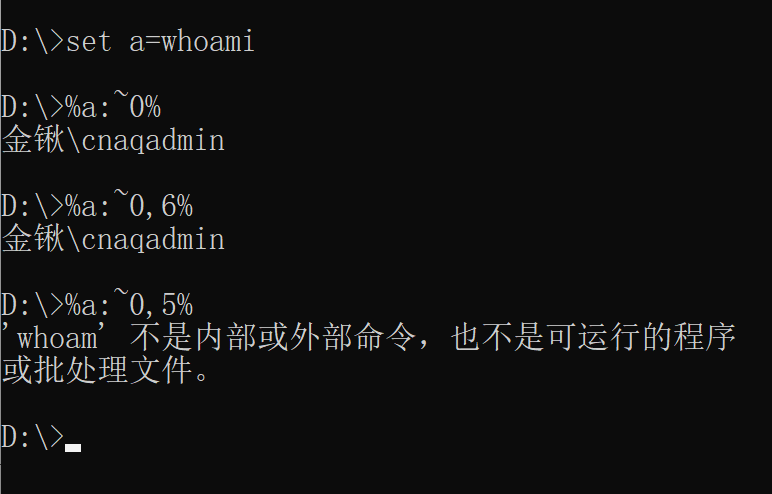 D:\>set a=whoami
D:\>%a:~0%
金锹\cnaqadmin
D:\>%a:~0,6%
金锹\cnaqadmin
D:\>%a:~0,5%
'whoam' 不是内部或外部命令，也不是可运行的程序
或批处理文件。
D:\>